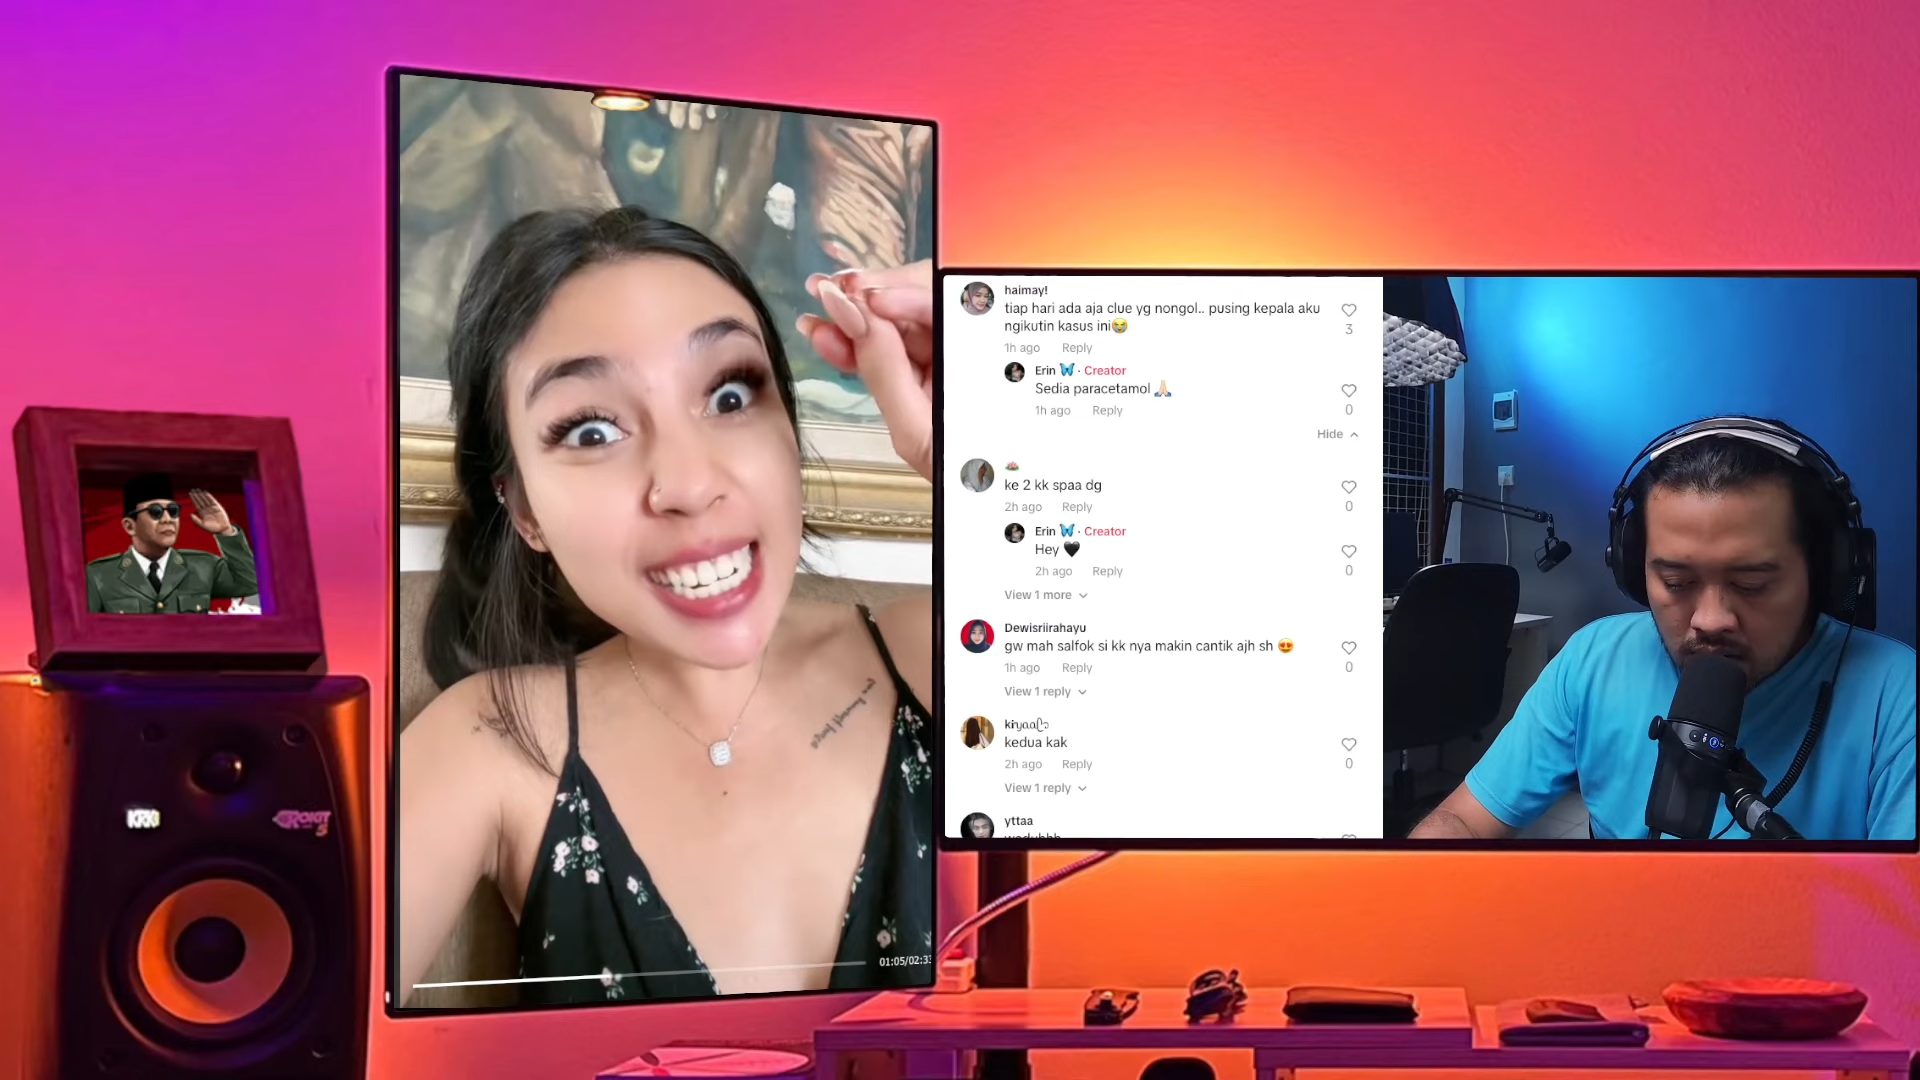 haimay!
tiap hari ada aja clue yg nongol.. pusing kepala aku
ngikutin kasus ini😭
3
1h ago Reply
Erin 🦋 · Creator
Sedia paracetamol 🙏🏻
1h ago Reply
0
Hide
🪷
ke 2 kk spaa dg
2h ago Reply
0
Erin 🦋 · Creator
Hey 🖤
2h ago Reply
0
View 1 more
Dewisriirahayu
gw mah salfok si kk nya makin cantik ajh sh 😍
1h ago Reply
0
View 1 reply
kedua kak
2h ago Reply
0
View 1 reply
yttaa
KRK
ROKIT 5
01:05/02:33